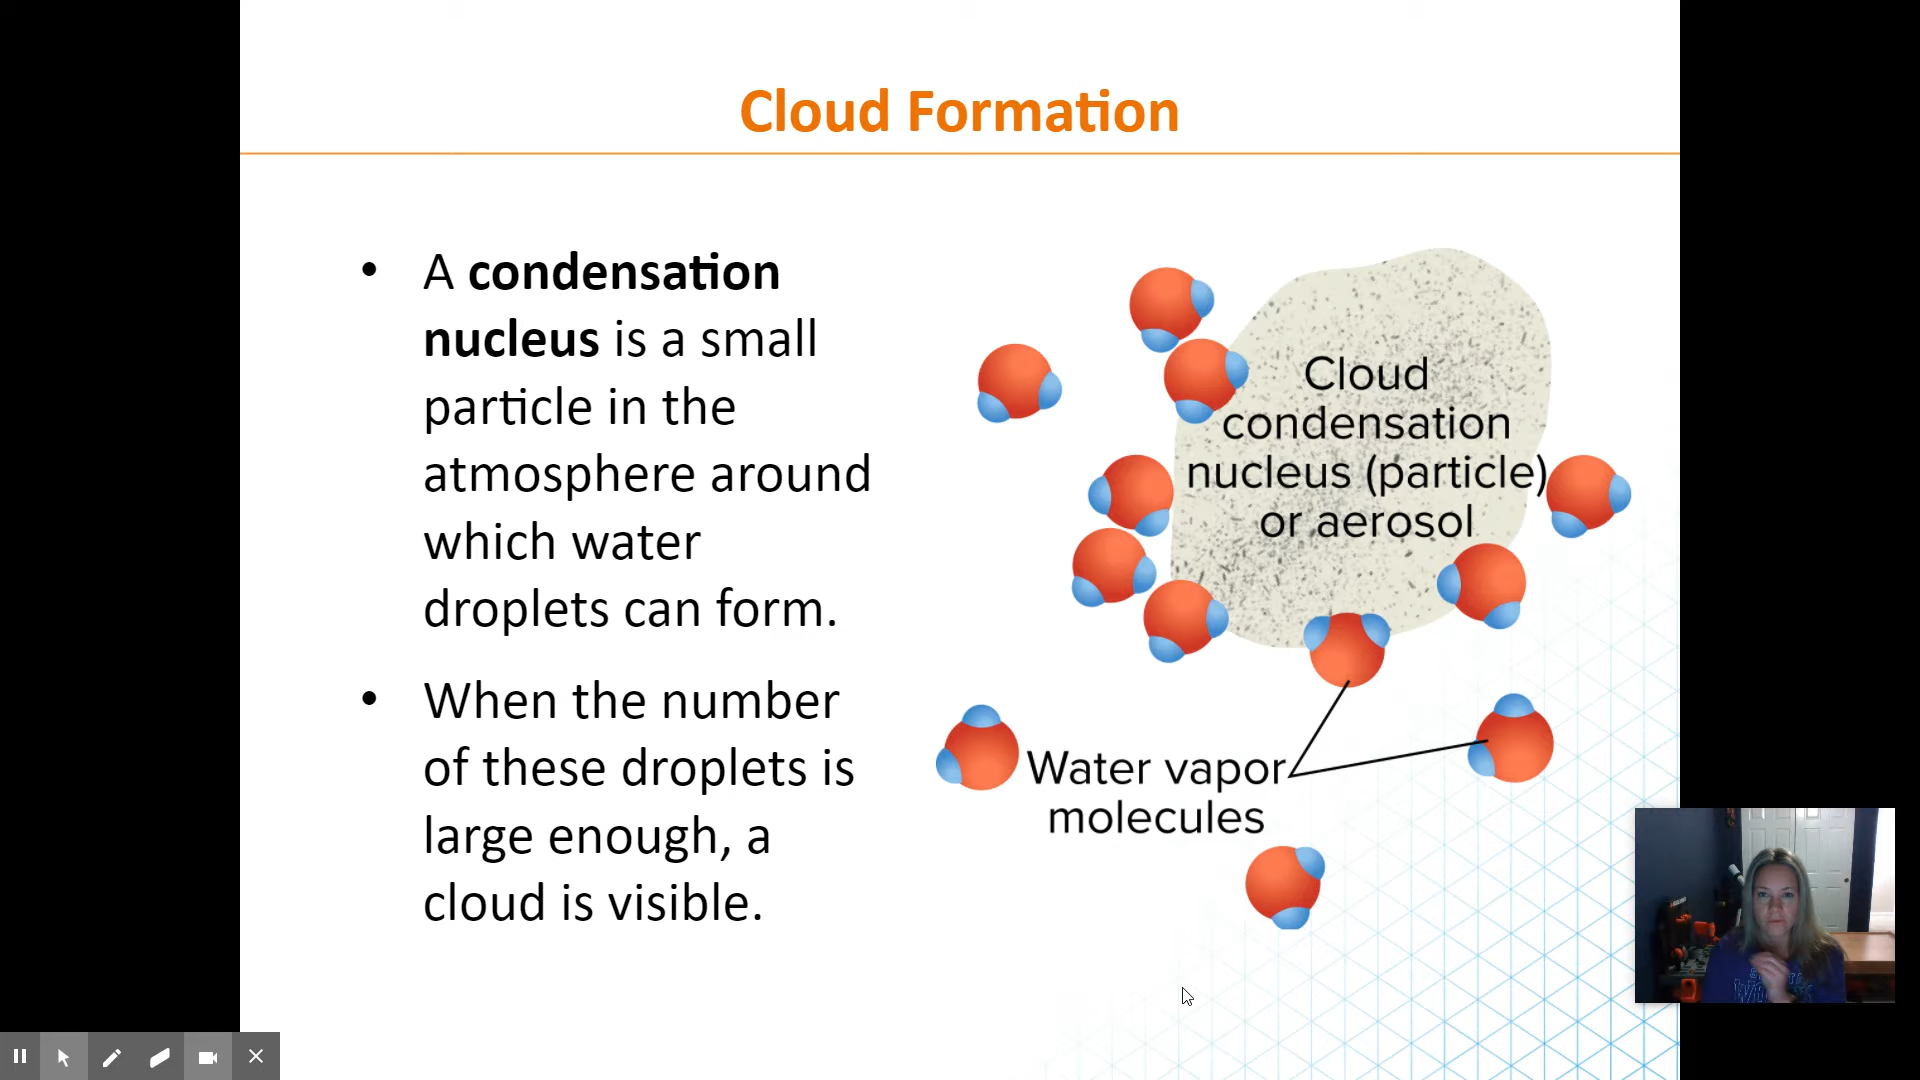 Cloud Formation
• A condensation
nucleus is a small
particle in the
atmosphere around
which water
droplets can form.
• When the number
of these droplets is
large enough, a
cloud is visible.
Cloud
condensation
nucleus (particle)
or aerosol
Water vapor
molecules